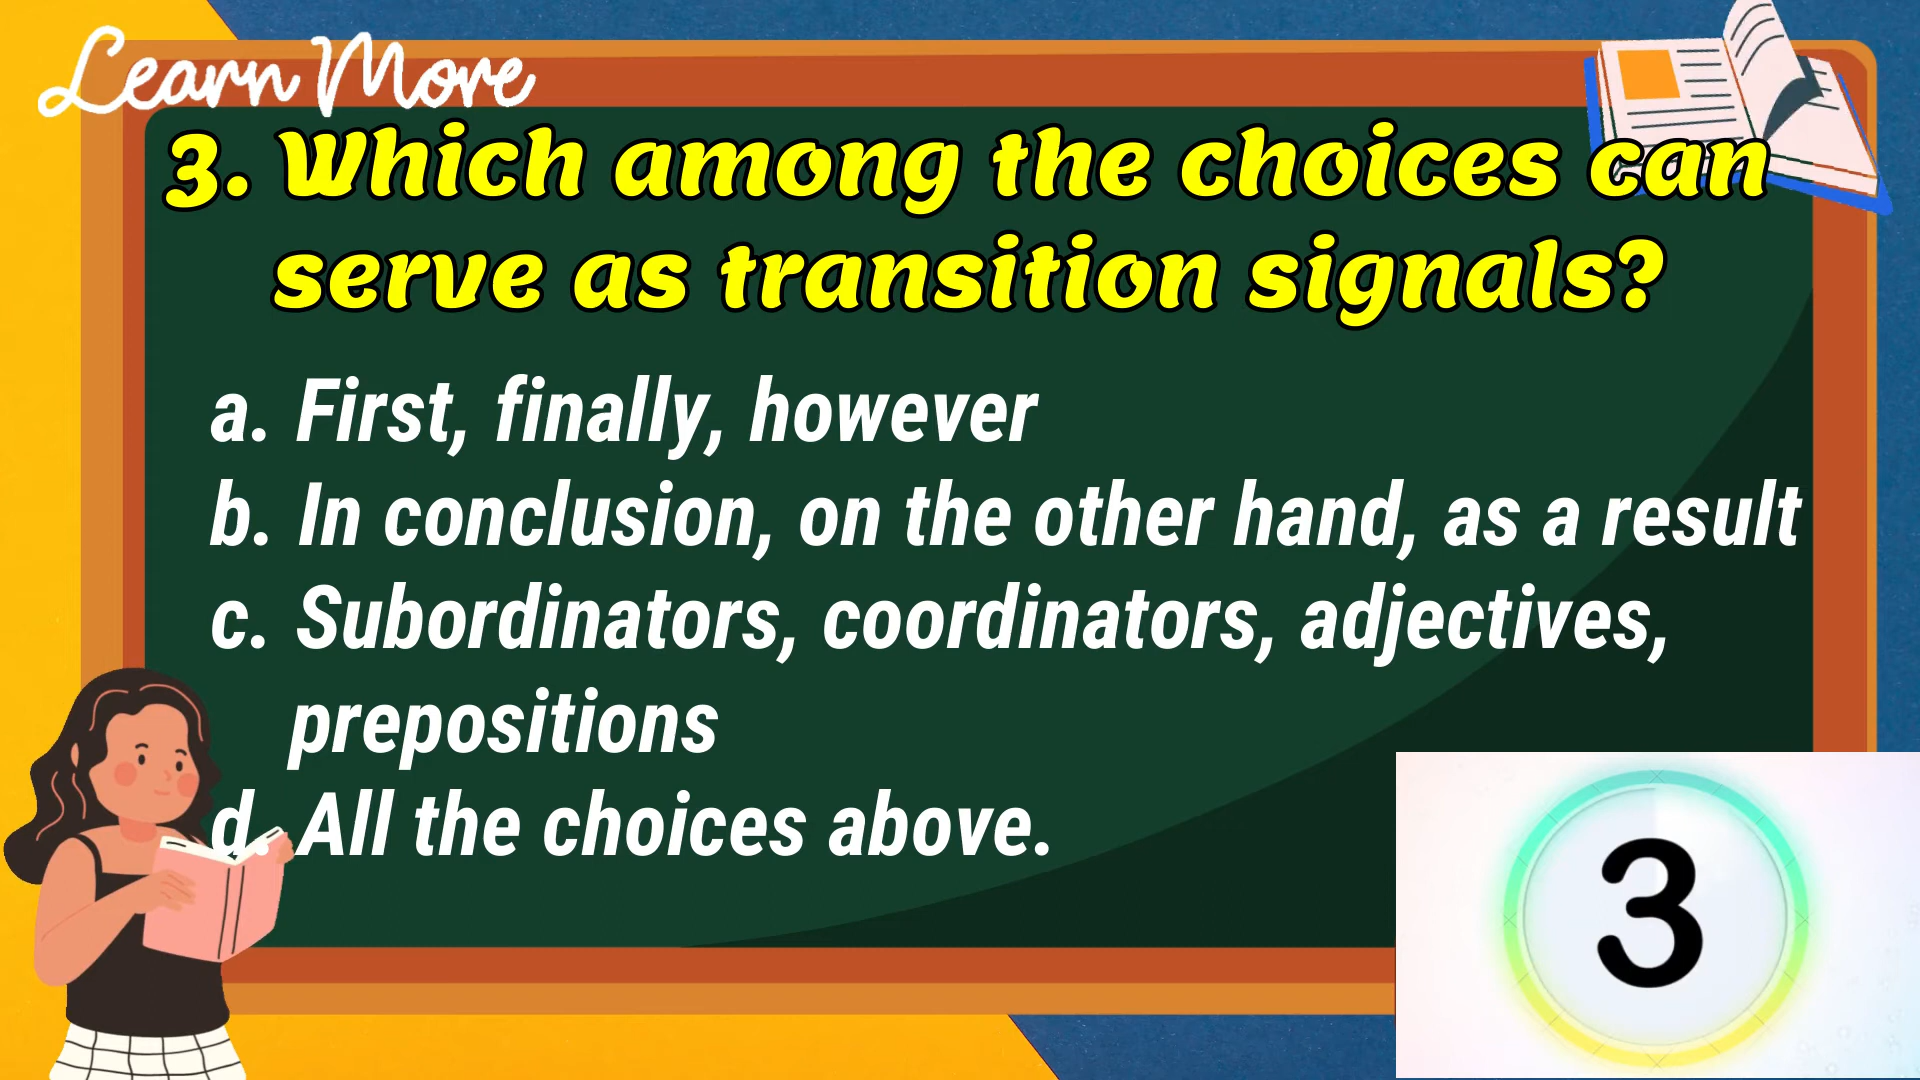 Learn More
3. Which among the choices can
serve as transition signals?
a. First, finally, however
b. In conclusion, on the other hand, as a result
c. Subordinators, coordinators, adjectives,
prepositions
d. All the choices above.
3